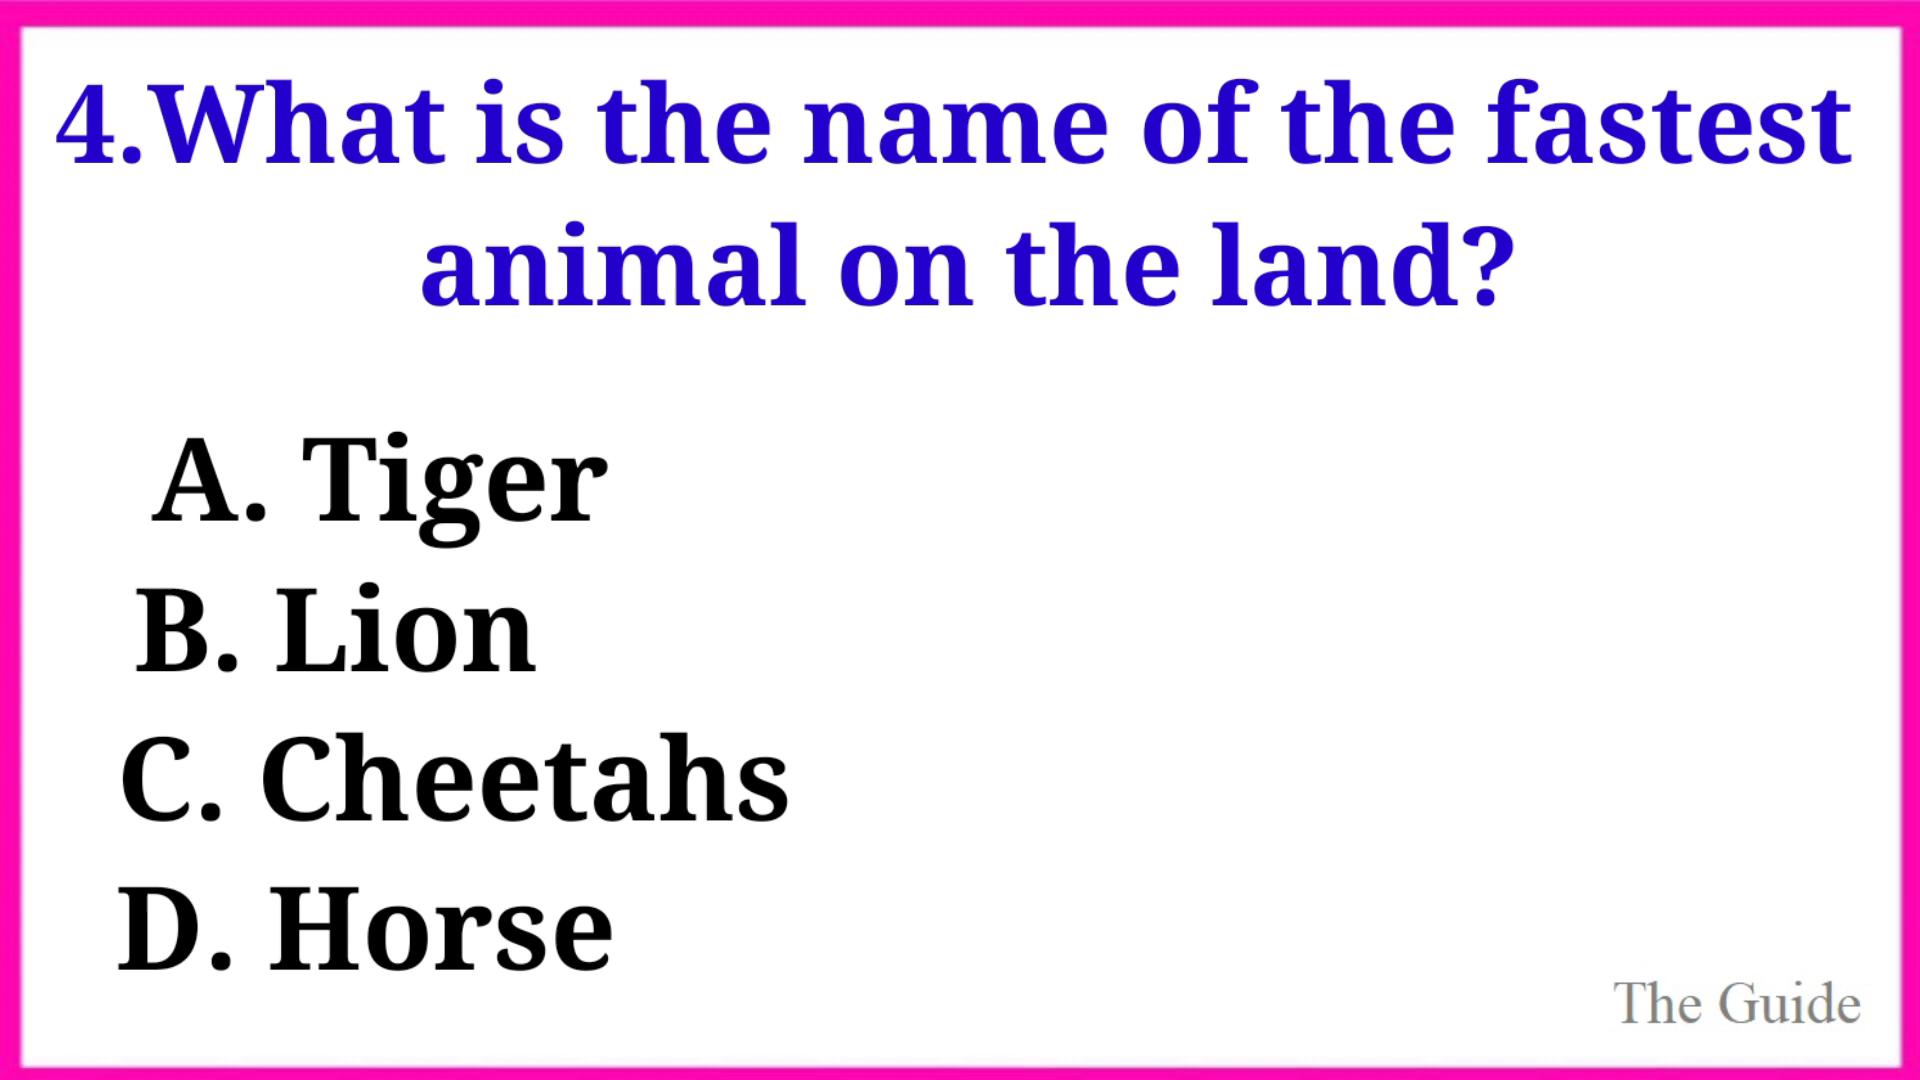 4.What is the name of the fastest
animal on the land?
A. Tiger
B. Lion
C. Cheetahs
D. Horse
The Guide